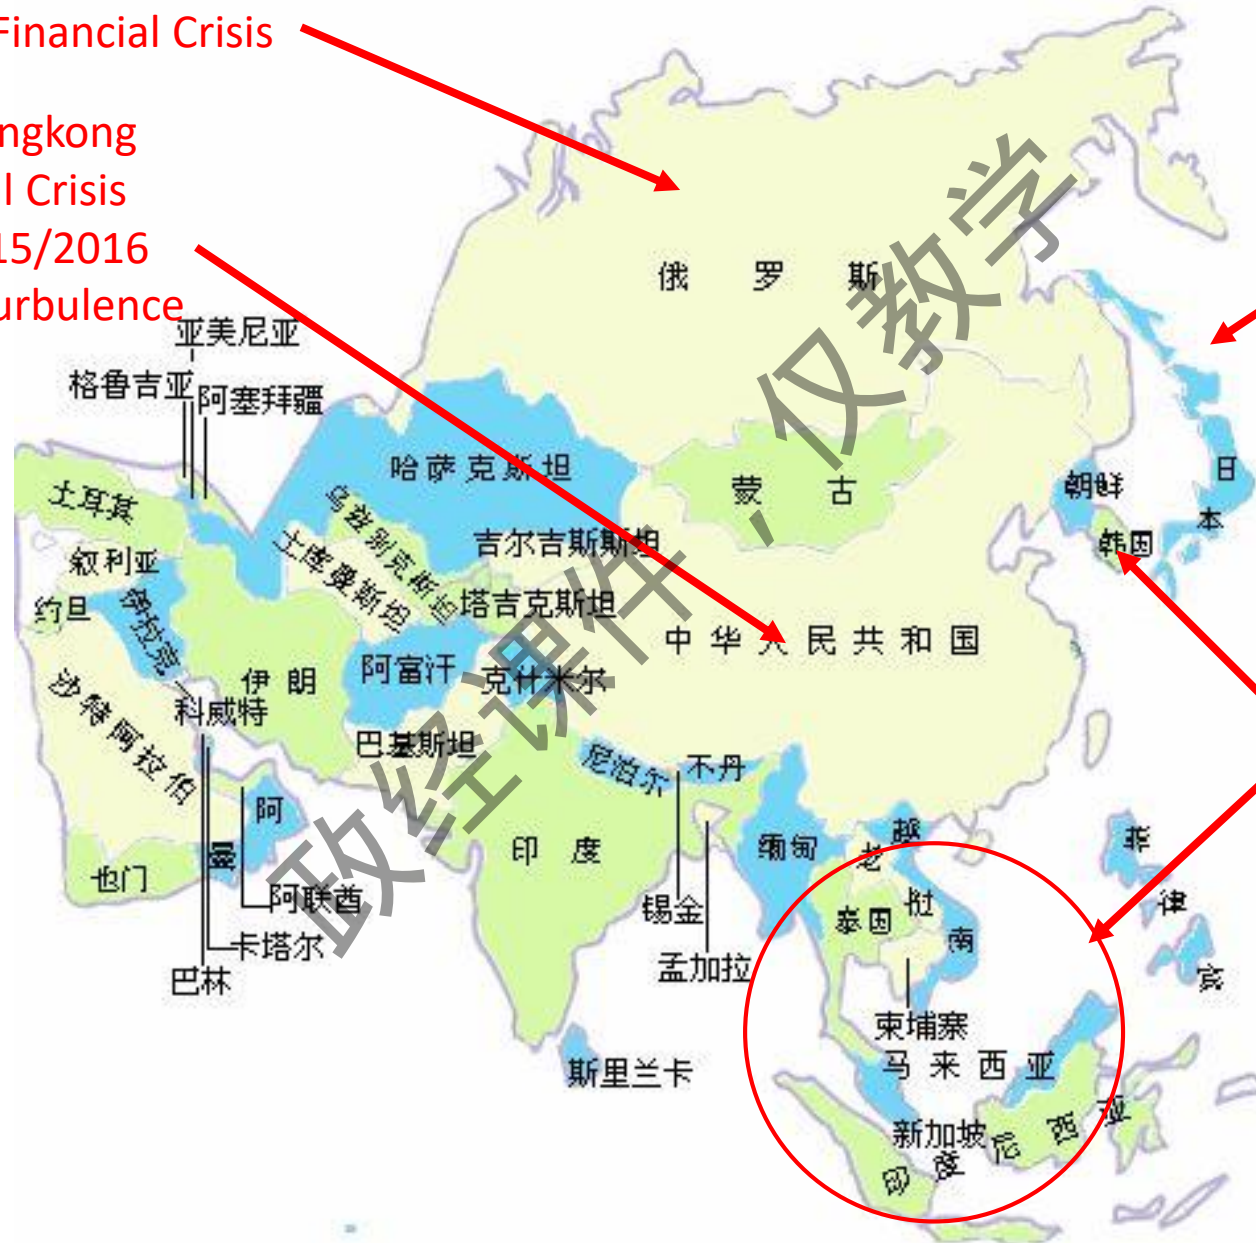 Financial Crisis
ngkong
l Crisis
15/2016
urbulence
俄罗斯
亚美尼亚
格鲁吉亚
阿塞拜疆
哈萨克斯坦
蒙古
朝鲜
日本
韩国
土耳其
乌兹别克斯坦
吉尔吉斯斯坦
土库曼斯坦
叙利亚
塔吉克斯坦
约旦
伊拉克
中华人民共和国
伊朗
阿富汗
克什米尔
沙特阿拉伯
科威特
巴基斯坦
尼泊尔
不丹
阿曼
印度
缅甸
老挝
越南
菲律宾
也门
阿联酋
锡金
泰国
卡塔尔
孟加拉
巴林
柬埔寨
斯里兰卡
马来西亚
新加坡
印度尼西亚
政经课件，仅教学